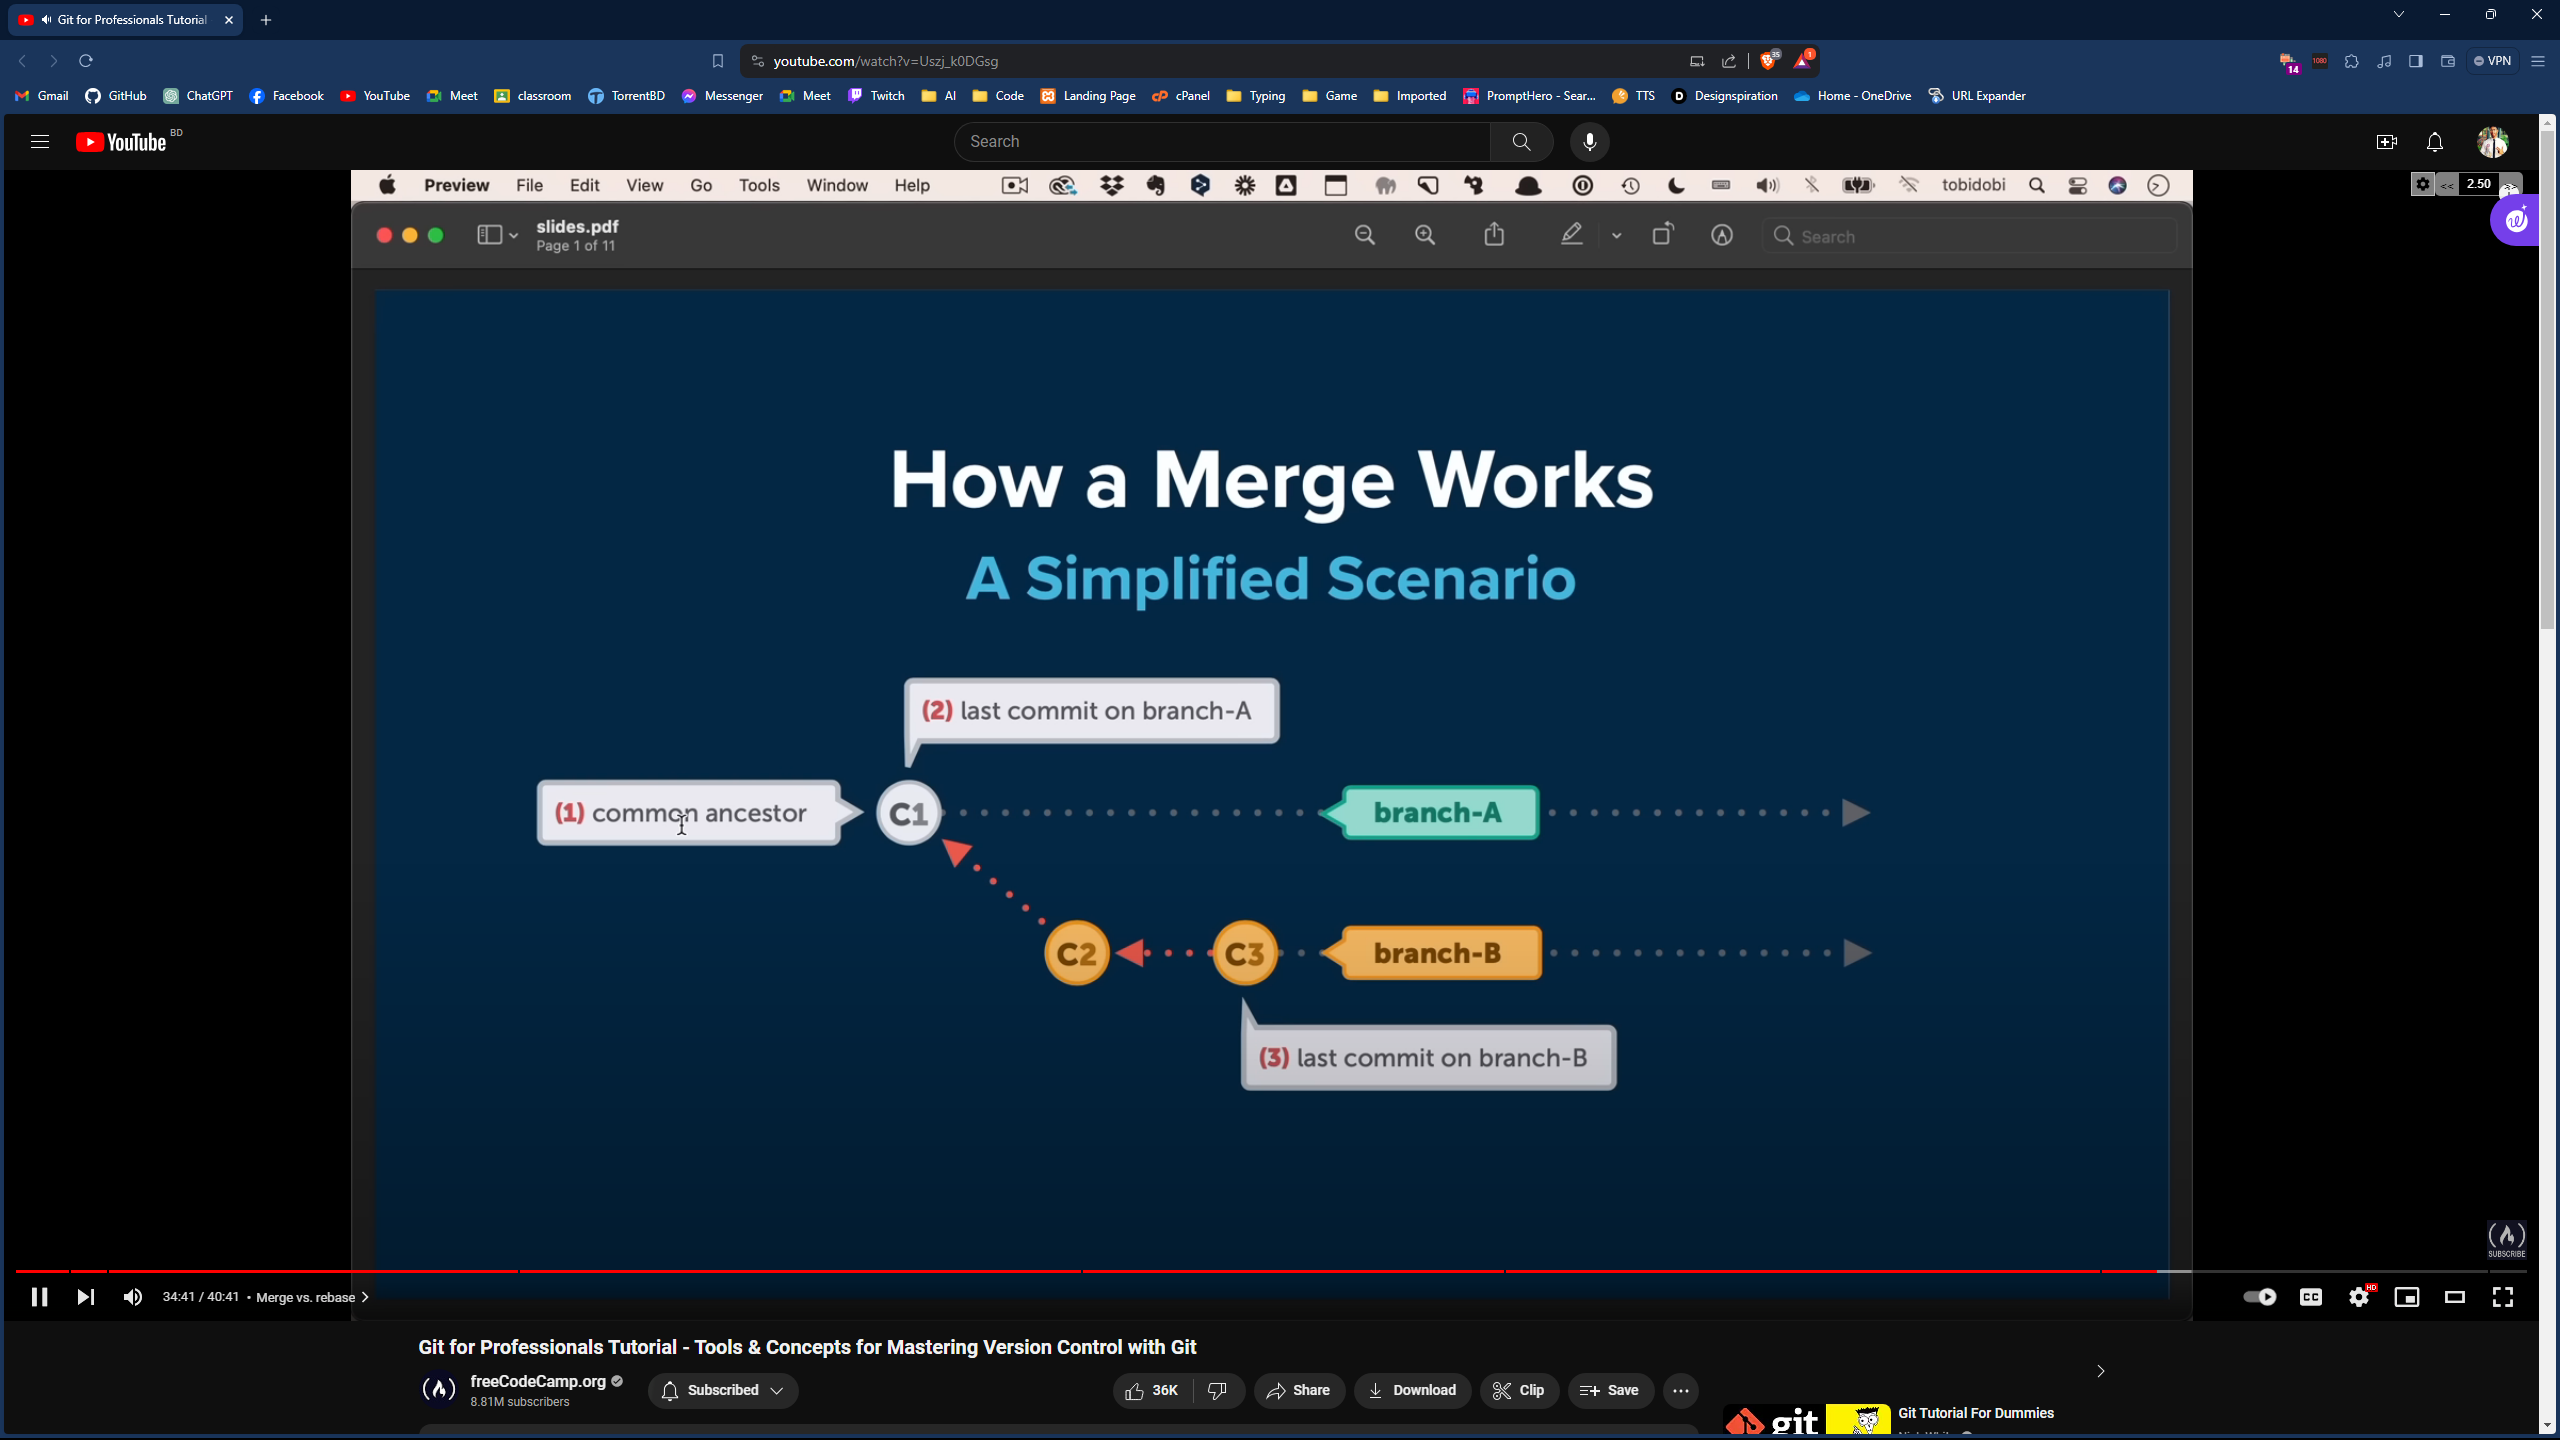 Git for Professionals Tutorial
youtube.com/watch?v=Uszj_k0DGsg
35
1
14
1080
VPN
Gmail GitHub ChatGPT Facebook YouTube Meet classroom TorrentBD Messenger Meet Twitch AI Code Landing Page cPanel Typing Game Imported PromptHero - Sear... TTS Designspiration Home - OneDrive URL Expander
YouTube BD
Search
Preview File Edit View Go Tools Window Help
tobidobi
<< 2.50 >>
slides.pdf
Page 1 of 11
Search
How a Merge Works
A Simplified Scenario
(2) last commit on branch-A
(1) common ancestor
C1
branch-A
C2
C3
branch-B
(3) last commit on branch-B
SUBSCRIBE
34:41 / 40:41 • Merge vs. rebase
CC
HD
Git for Professionals Tutorial - Tools & Concepts for Mastering Version Control with Git
freeCodeCamp.org
8.81M subscribers
Subscribed
36K
Share
Download
Clip
Save
git
Git Tutorial For Dummies